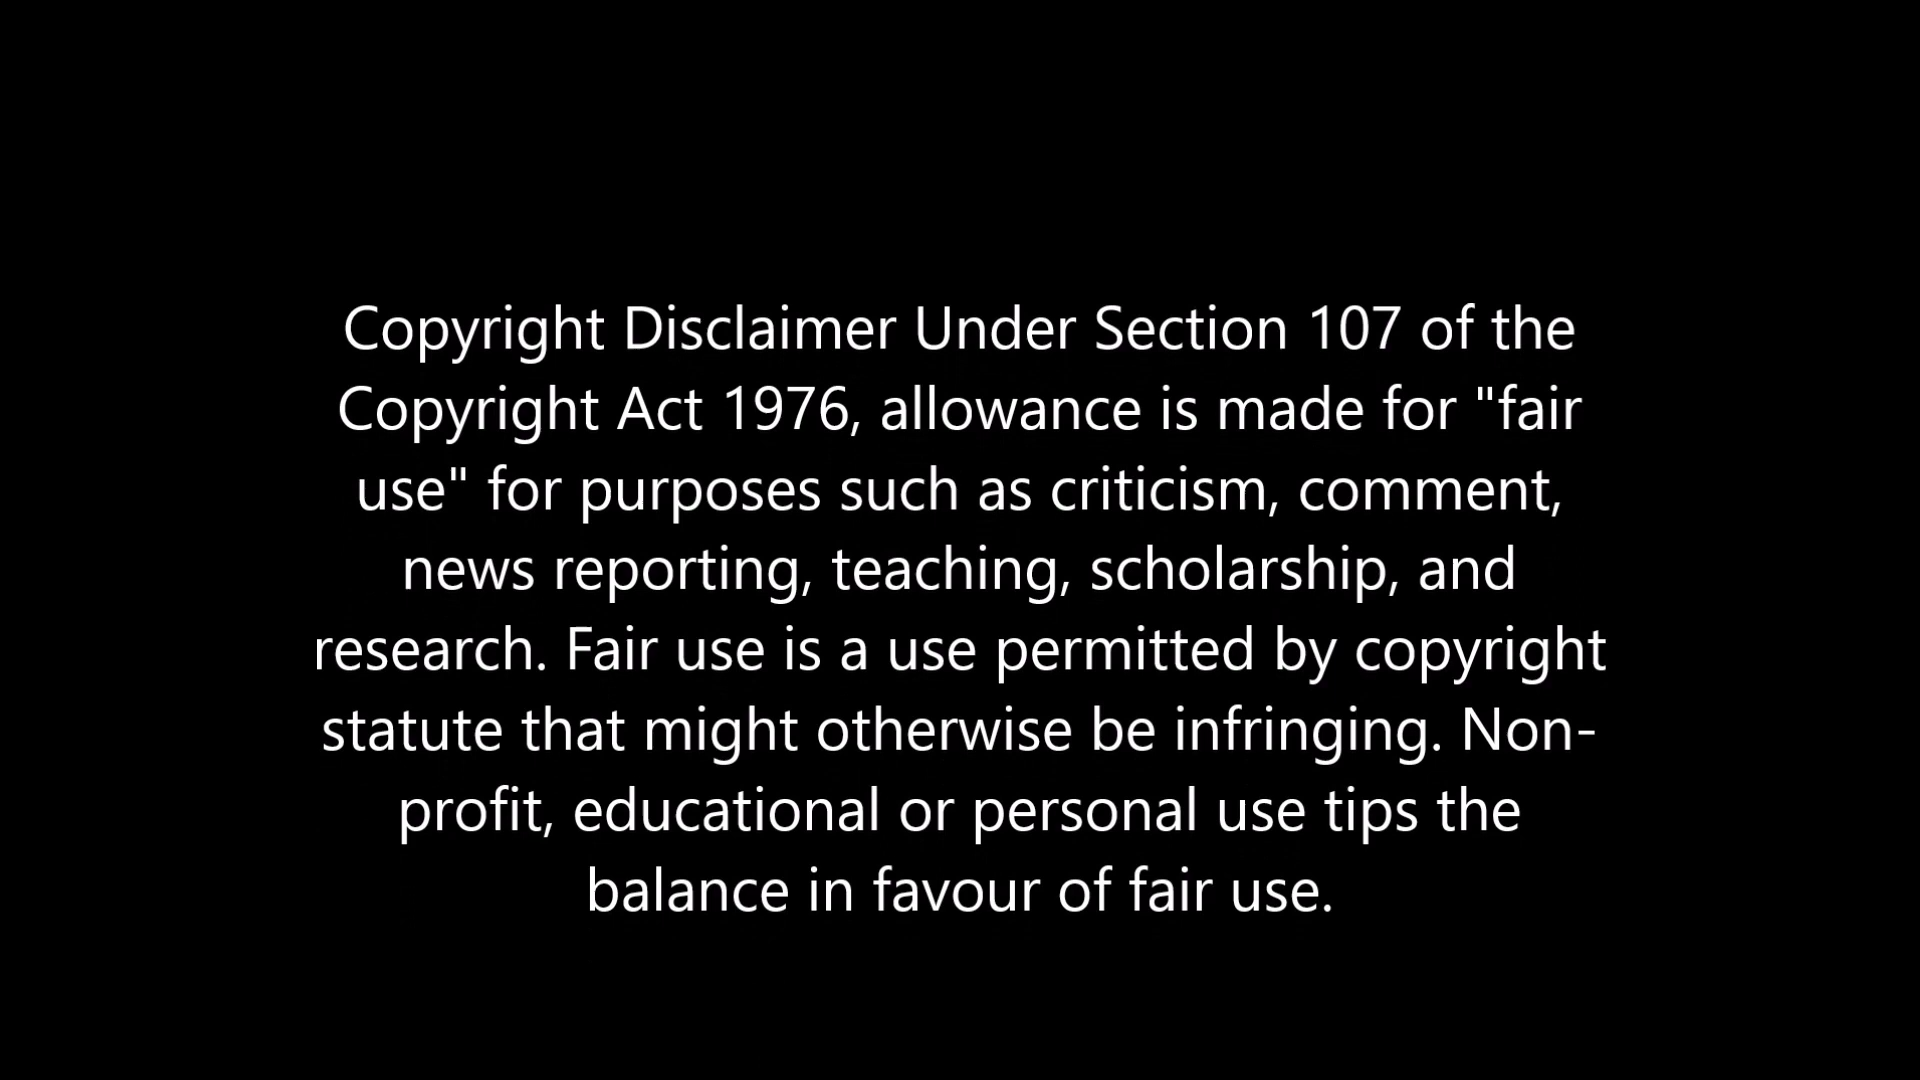 Copyright Disclaimer Under Section 107 of the
Copyright Act 1976, allowance is made for "fair
use" for purposes such as criticism, comment,
news reporting, teaching, scholarship, and
research. Fair use is a use permitted by copyright
statute that might otherwise be infringing. Non-
profit, educational or personal use tips the
balance in favour of fair use.